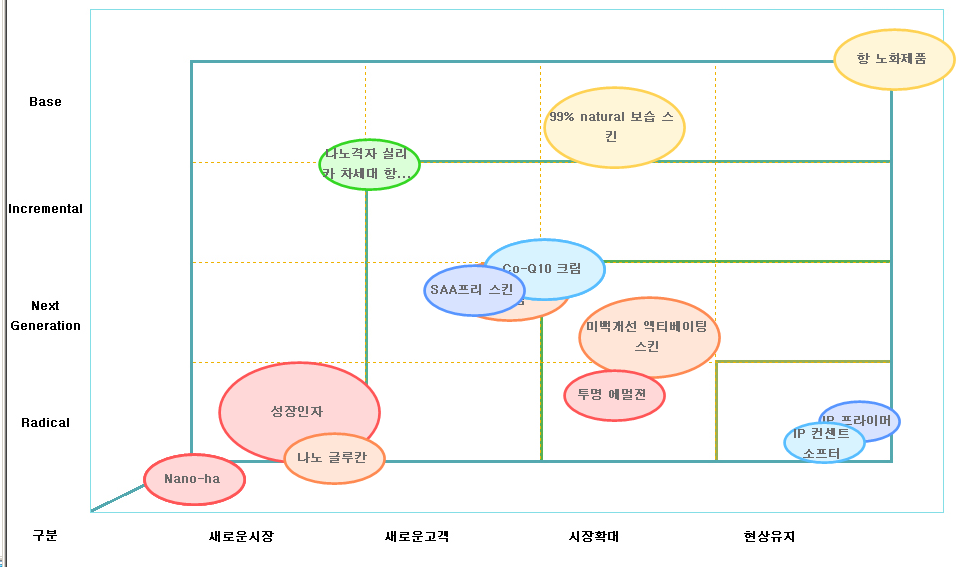 항 노화제품
Base
99% natural 보습 스
킨
나노격자 실리
카 차세대 항...
Incremental
Co-Q10 크림
SAA프리 스킨
Next
Generation
미백개선 액티베이팅
스킨
투명 에멀젼
성장인자
Radical
IP 프라이머
IP 컨센트
소프터
나노 글루칸
Nano-ha
구분
새로운시장
새로운고객
시장확대
현상유지